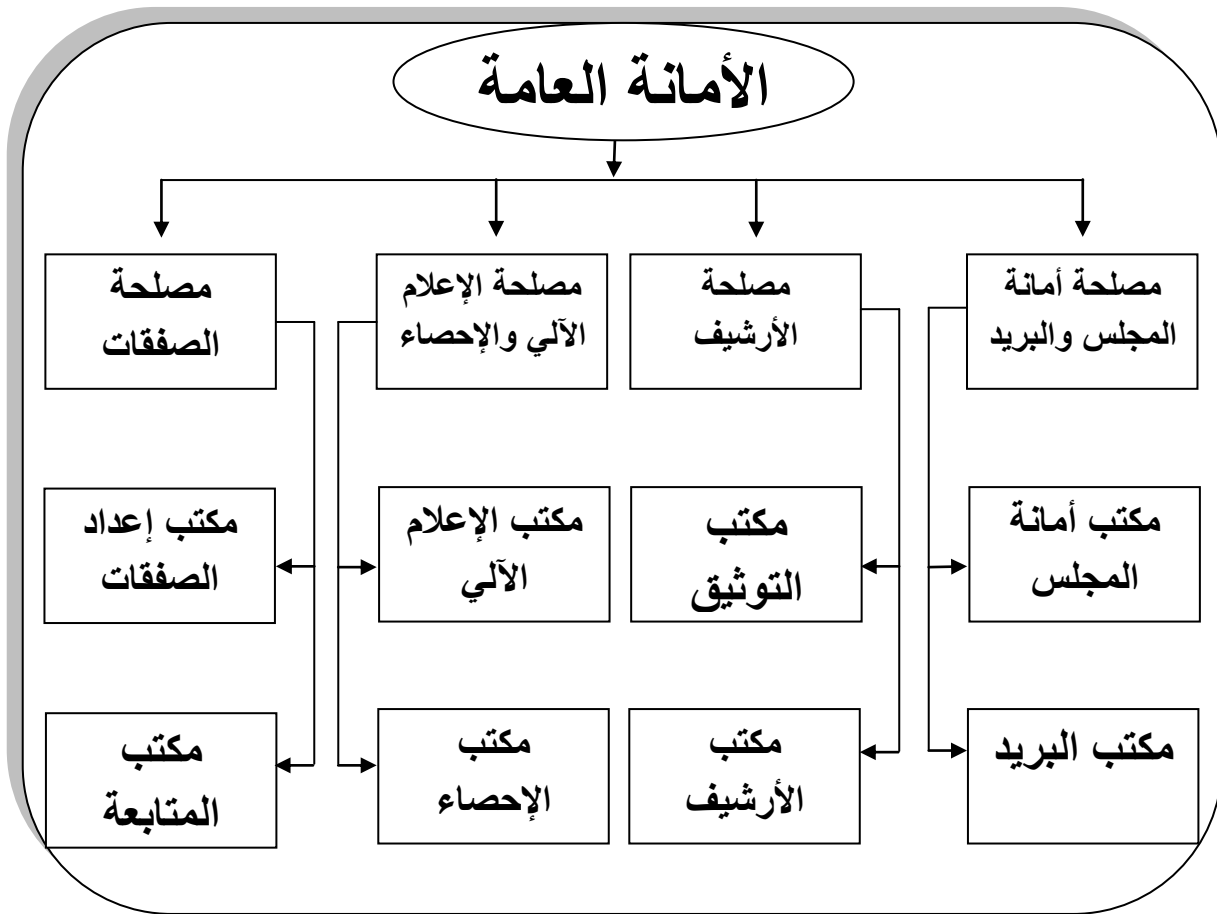 الأمانة العامة
مصلحة أمانة
المجلس والبريد
مصلحة
الأرشيف
مصلحة الإعلام
الآلي والإحصاء
مصلحة
الصفقات
مكتب أمانة
المجلس
مكتب
التوثيق
مكتب الإعلام
الآلي
مكتب إعداد
الصفقات
مكتب البريد
مكتب
الأرشيف
مكتب
الإحصاء
مكتب
المتابعة